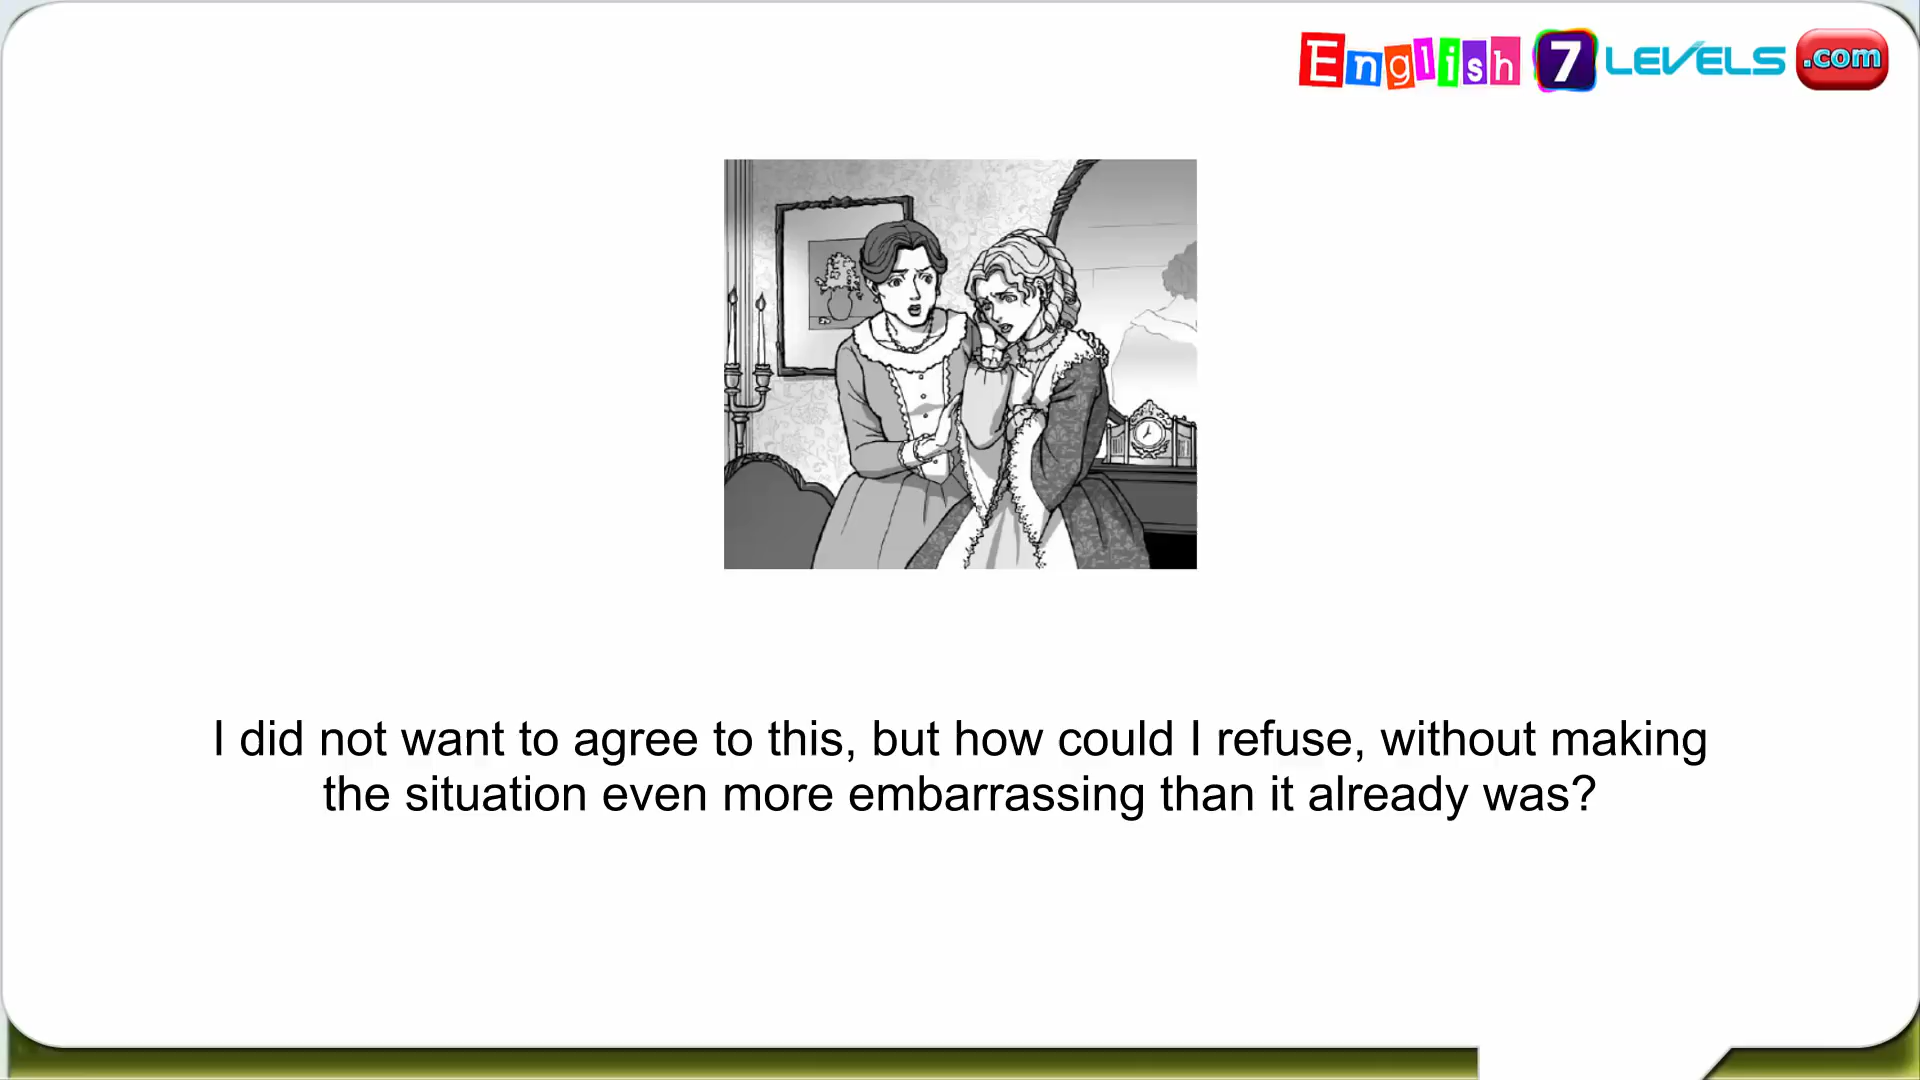 English 7 LEVELS .com
I did not want to agree to this, but how could I refuse, without making
the situation even more embarrassing than it already was?